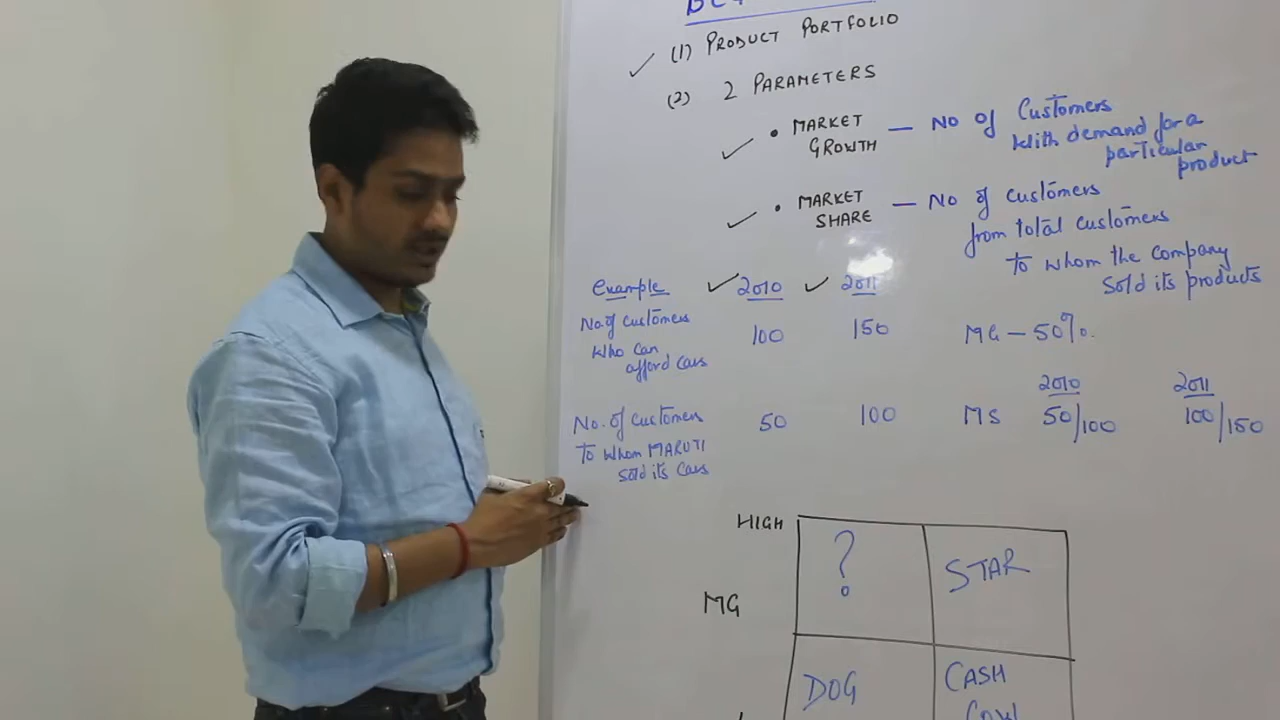 (1) PRODUCT PORTFOLIO
(2) 2 PARAMETERS
• MARKET GROWTH — No of Customers
With demand for a
particular
product
• MARKET SHARE — No of customers
from total customers
to whom the company
sold its products
Example 2010 2011
No. of customers
Who can
afford cars
100 150 MG — 50%.
2010 2011
No. of customers
To whom MARUTI
sold its cars
50 100 MS 50/100 100/150
HIGH
? STAR
MG
DOG CASH
COW